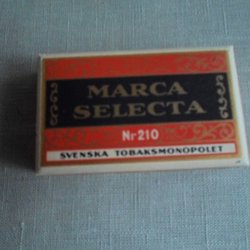 MARCA
SELECTA
Nr 210
SVENSKA TOBAKSMONOPOLET